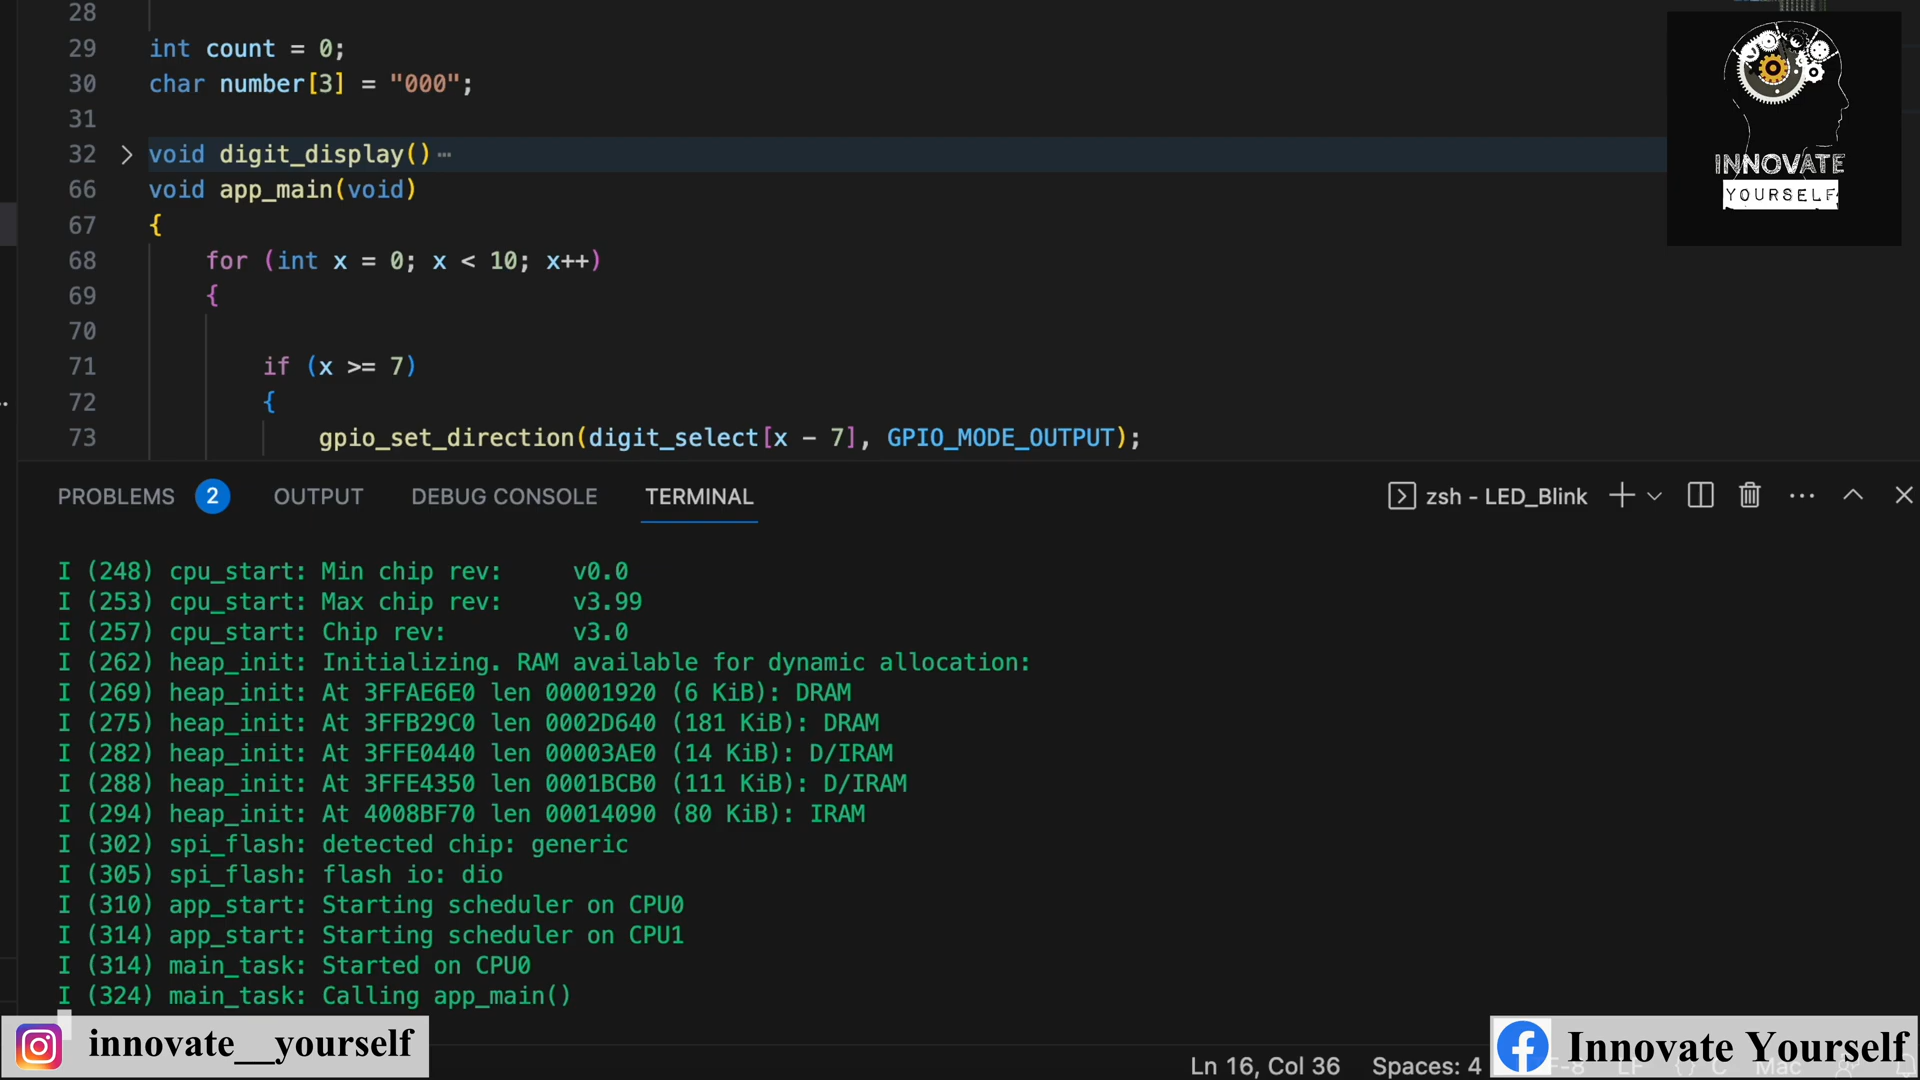 28
29 int count = 0;
30 char number[3] = "000";
31
32 > void digit_display() ⋯
66 void app_main(void)
67 {
68 for (int x = 0; x < 10; x++)
69 {
70
71 if (x >= 7)
72 {
73 gpio_set_direction(digit_select[x - 7], GPIO_MODE_OUTPUT);
INNOVATE
YOURSELF
PROBLEMS 2 OUTPUT DEBUG CONSOLE TERMINAL zsh - LED_Blink
I (248) cpu_start: Min chip rev: v0.0
I (253) cpu_start: Max chip rev: v3.99
I (257) cpu_start: Chip rev: v3.0
I (262) heap_init: Initializing. RAM available for dynamic allocation:
I (269) heap_init: At 3FFAE6E0 len 00001920 (6 KiB): DRAM
I (275) heap_init: At 3FFB29C0 len 0002D640 (181 KiB): DRAM
I (282) heap_init: At 3FFE0440 len 00003AE0 (14 KiB): D/IRAM
I (288) heap_init: At 3FFE4350 len 0001BCB0 (111 KiB): D/IRAM
I (294) heap_init: At 4008BF70 len 00014090 (80 KiB): IRAM
I (302) spi_flash: detected chip: generic
I (305) spi_flash: flash io: dio
I (310) app_start: Starting scheduler on CPU0
I (314) app_start: Starting scheduler on CPU1
I (314) main_task: Started on CPU0
I (324) main_task: Calling app_main()
innovate__yourself
Innovate Yourself
Ln 16, Col 36 Spaces: 4